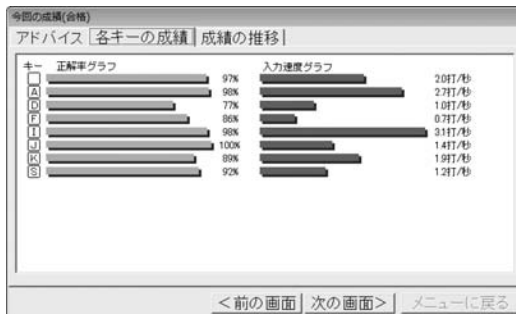 今回の成績(合格)
アドバイス 各キーの成績 成績の推移
キー 正解率グラフ 入力速度グラフ
97% 2.0打/秒
A 98% 2.7打/秒
D 77% 1.0打/秒
F 86% 0.7打/秒
I 98% 3.1打/秒
J 100% 1.4打/秒
K 89% 1.9打/秒
S 92% 1.2打/秒
<前の画面 次の画面> メニューに戻る